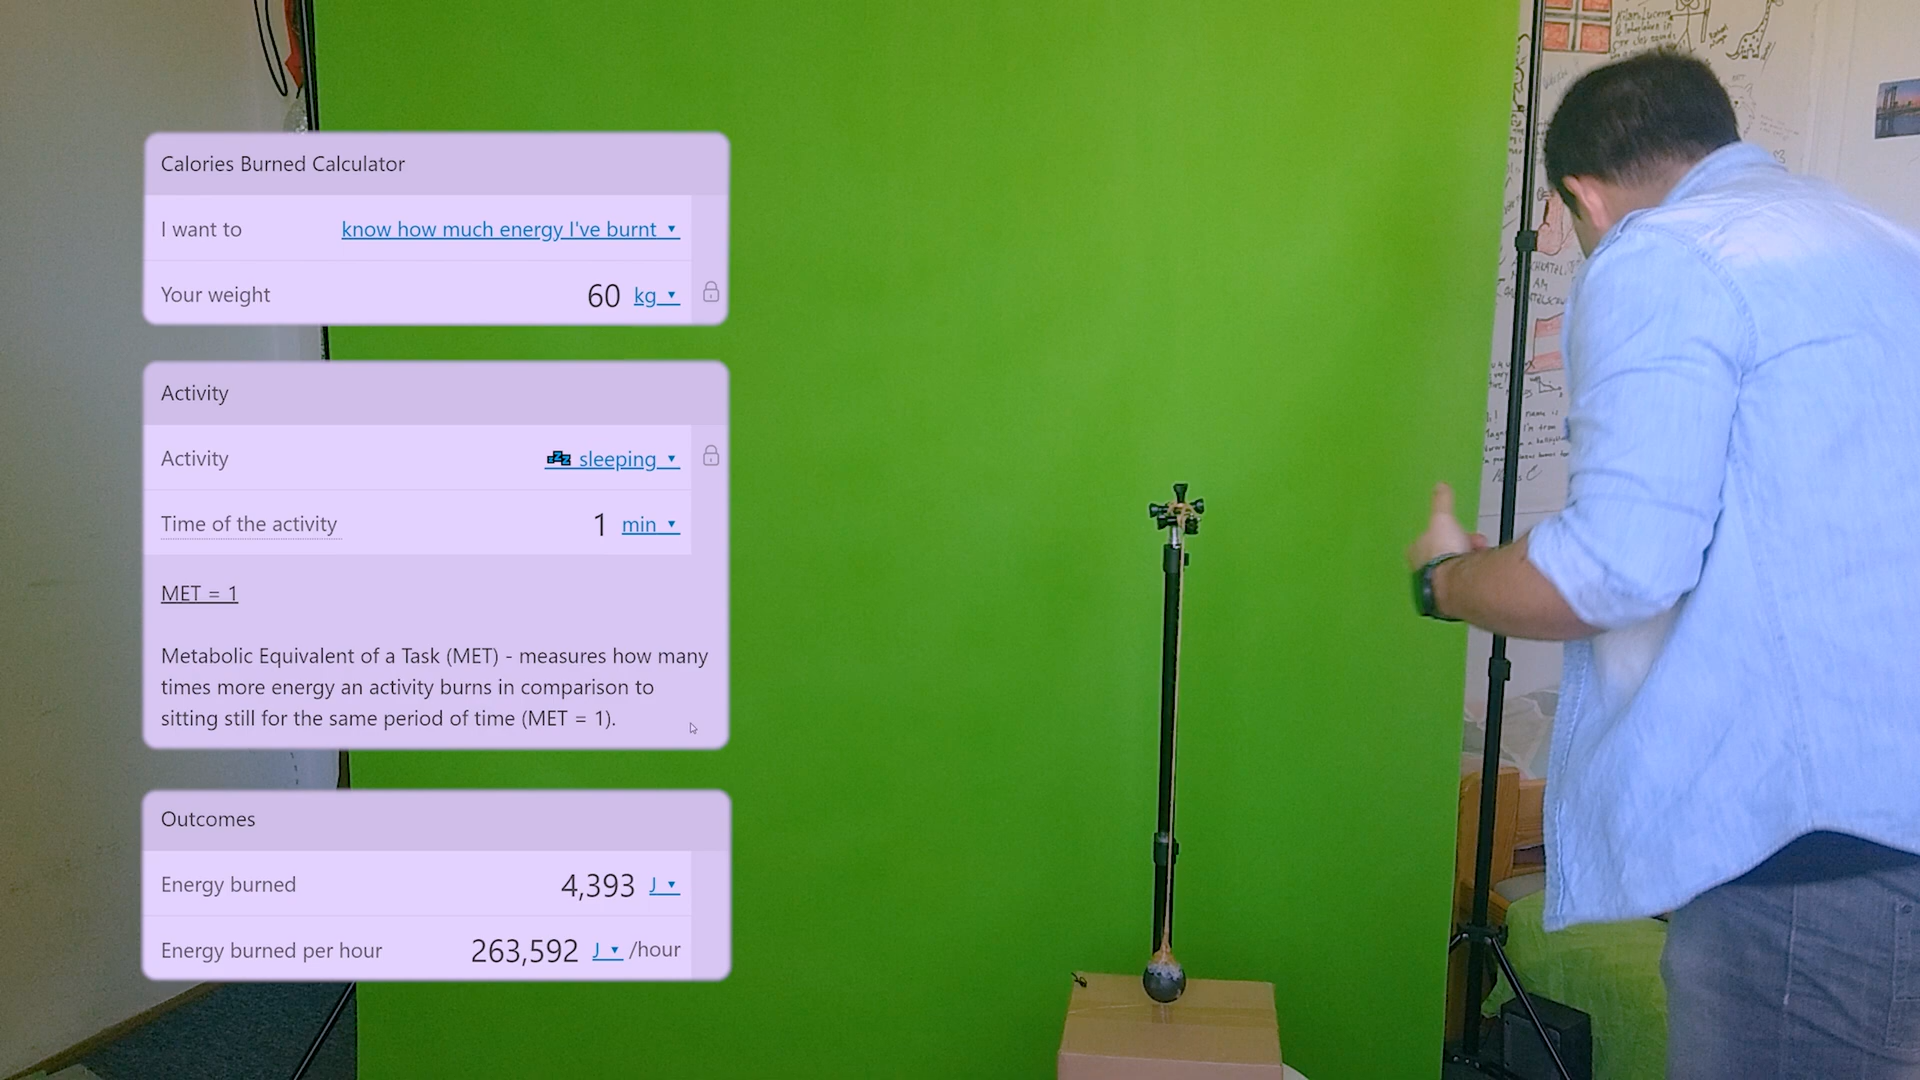 Calories Burned Calculator
I want to know how much energy I've burnt
Your weight 60 kg
Activity
Activity sleeping
Time of the activity 1 min
MET = 1
Metabolic Equivalent of a Task (MET) - measures how many
times more energy an activity burns in comparison to
sitting still for the same period of time (MET = 1).
Outcomes
Energy burned 4,393 J
Energy burned per hour 263,592 J /hour